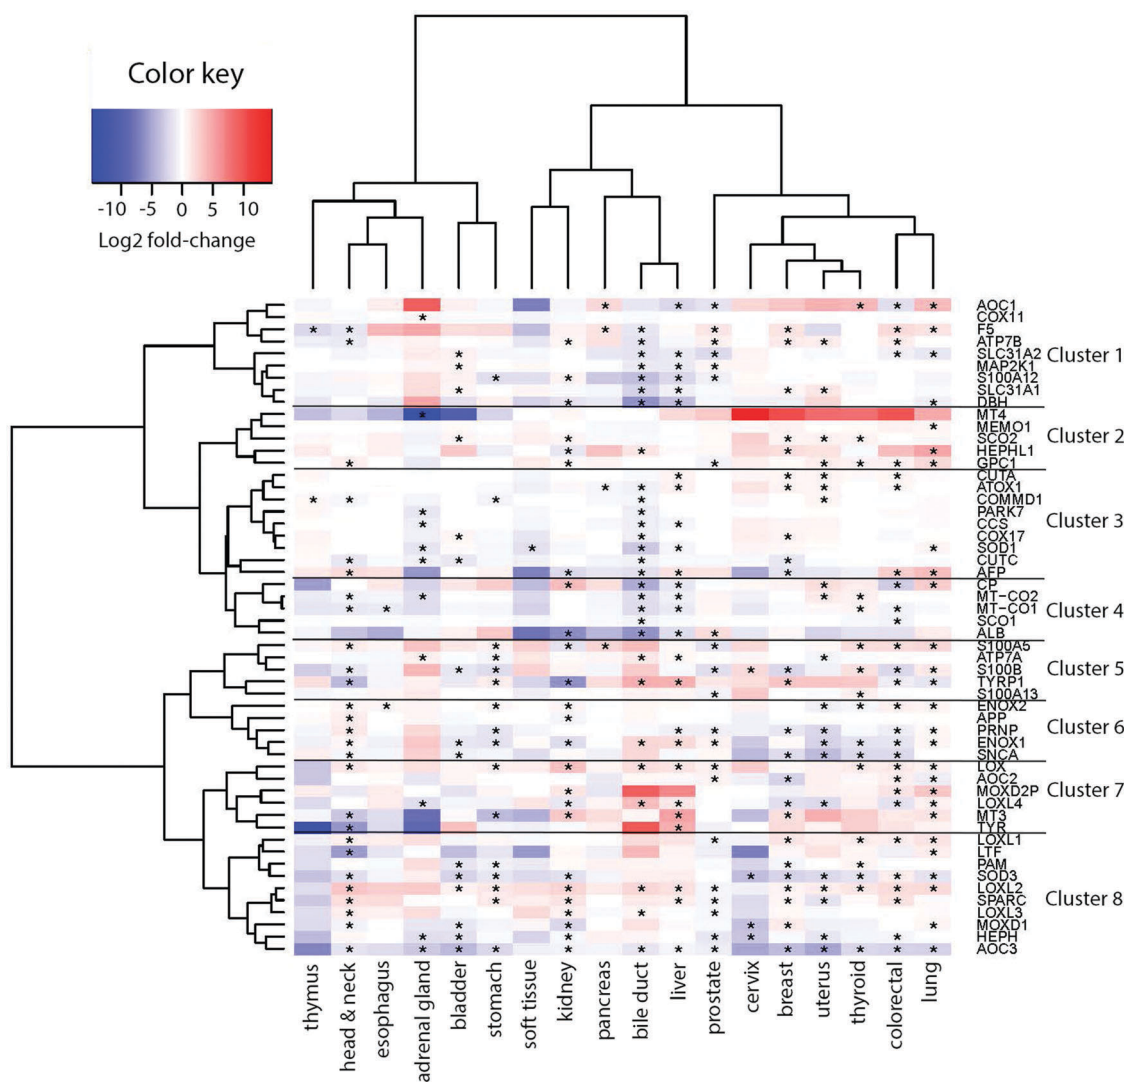 Color key
-10 -5 0 5 10
Log2 fold-change
AOC1
COX11
F5
ATP7B
SLC31A2
Cluster 1
MAP2K1
S100A12
SLC31A1
DBH
MT4
MEMO1
SCO2
Cluster 2
HEPHL1
GPC1
CUTA
ATOX1
COMMD1
PARK7
Cluster 3
CCS
COX17
SOD1
CUTC
AFP
CP
MT-CO2
MT-CO1
Cluster 4
SCO1
ALB
S100A5
ATP7A
S100B
Cluster 5
TYRP1
S100A13
ENOX2
APP
PRNP
Cluster 6
ENOX1
SNCA
LOX
AOC2
MOXD2P
Cluster 7
LOXL4
MT3
TYR
LOXL1
LTF
PAM
SOD3
LOXL2
SPARC
Cluster 8
LOXL3
MOXD1
HEPH
AOC3
thymus
head & neck
esophagus
adrenal gland
bladder
stomach
soft tissue
kidney
pancreas
bile duct
liver
prostate
cervix
breast
uterus
thyroid
colorectal
lung